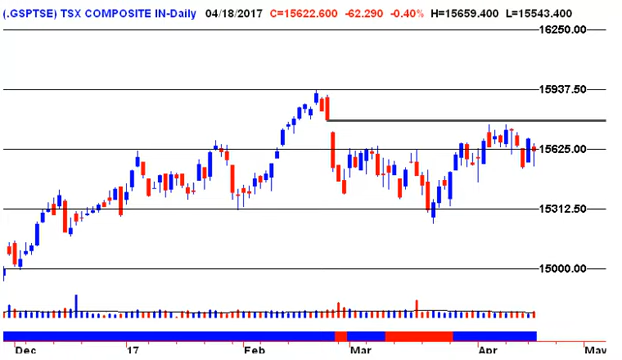 (.GSPTSE) TSX COMPOSITE IN-Daily 04/18/2017 C=15622.600 -62.290 -0.40% H=15659.400 L=15543.400
16250.00
15937.50
15625.00
15312.50
15000.00
Dec '17 Feb Mar Apr May